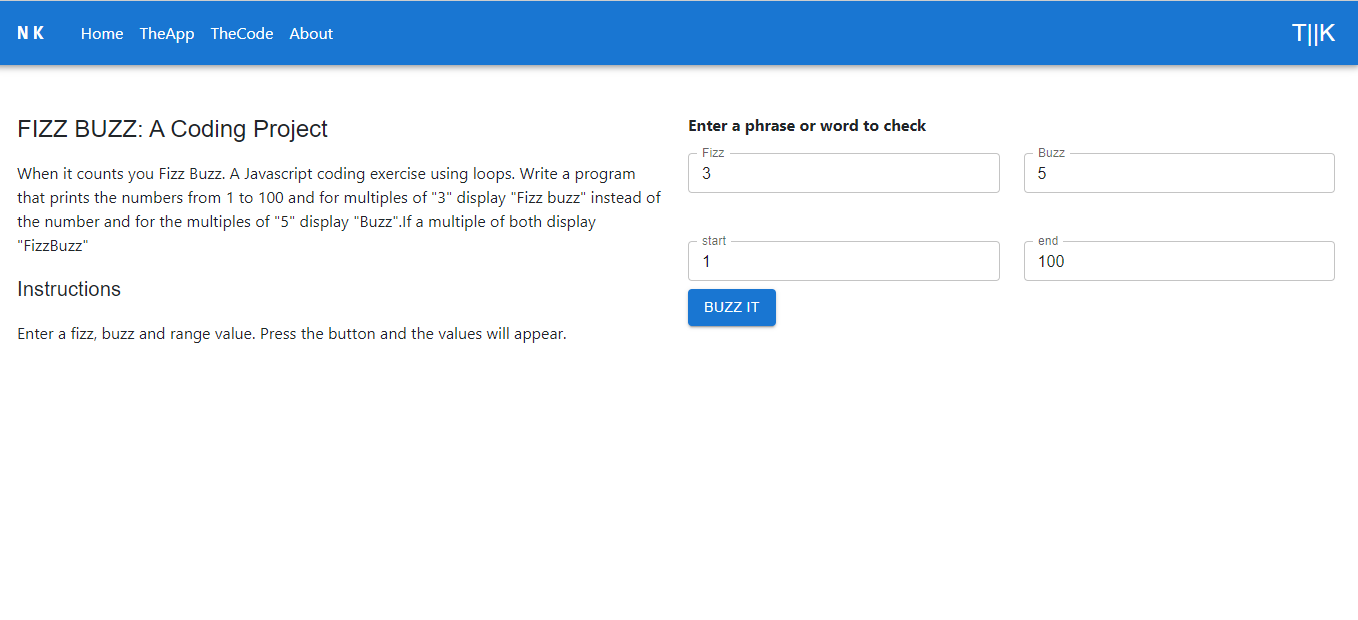 N K Home TheApp TheCode About T||K
FIZZ BUZZ: A Coding Project
When it counts you Fizz Buzz. A Javascript coding exercise using loops. Write a program
that prints the numbers from 1 to 100 and for multiples of "3" display "Fizz buzz" instead of
the number and for the multiples of "5" display "Buzz".If a multiple of both display
"FizzBuzz"
Instructions
Enter a fizz, buzz and range value. Press the button and the values will appear.
Enter a phrase or word to check
Fizz
3
Buzz
5
start
1
end
100
BUZZ IT